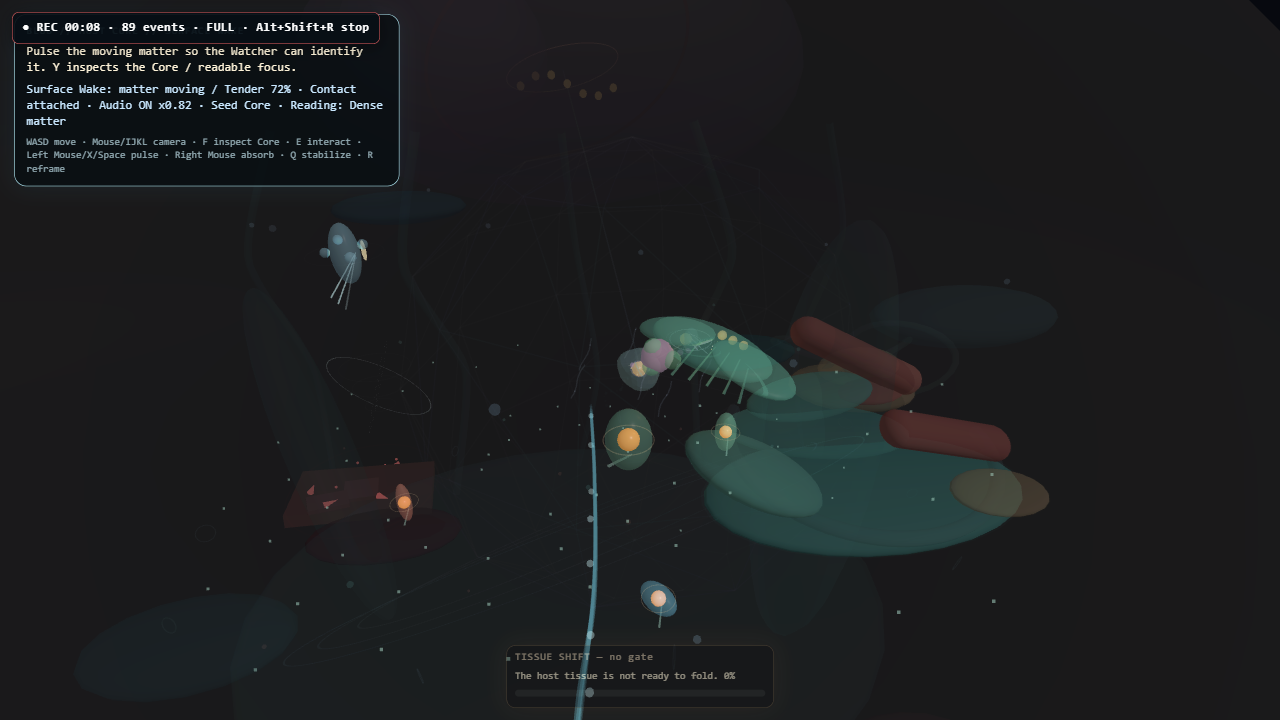 ● REC 00:08 · 89 events · FULL · Alt+Shift+R stop
Pulse the moving matter so the Watcher can identify
it. Y inspects the Core / readable focus.
Surface Wake: matter moving / Tender 72% · Contact
attached · Audio ON x0.82 · Seed Core · Reading: Dense
matter
WASD move · Mouse/IJKL camera · F inspect Core · E interact ·
Left Mouse/X/Space pulse · Right Mouse absorb · Q stabilize · R
reframe
TISSUE SHIFT — no gate
The host tissue is not ready to fold. 0%